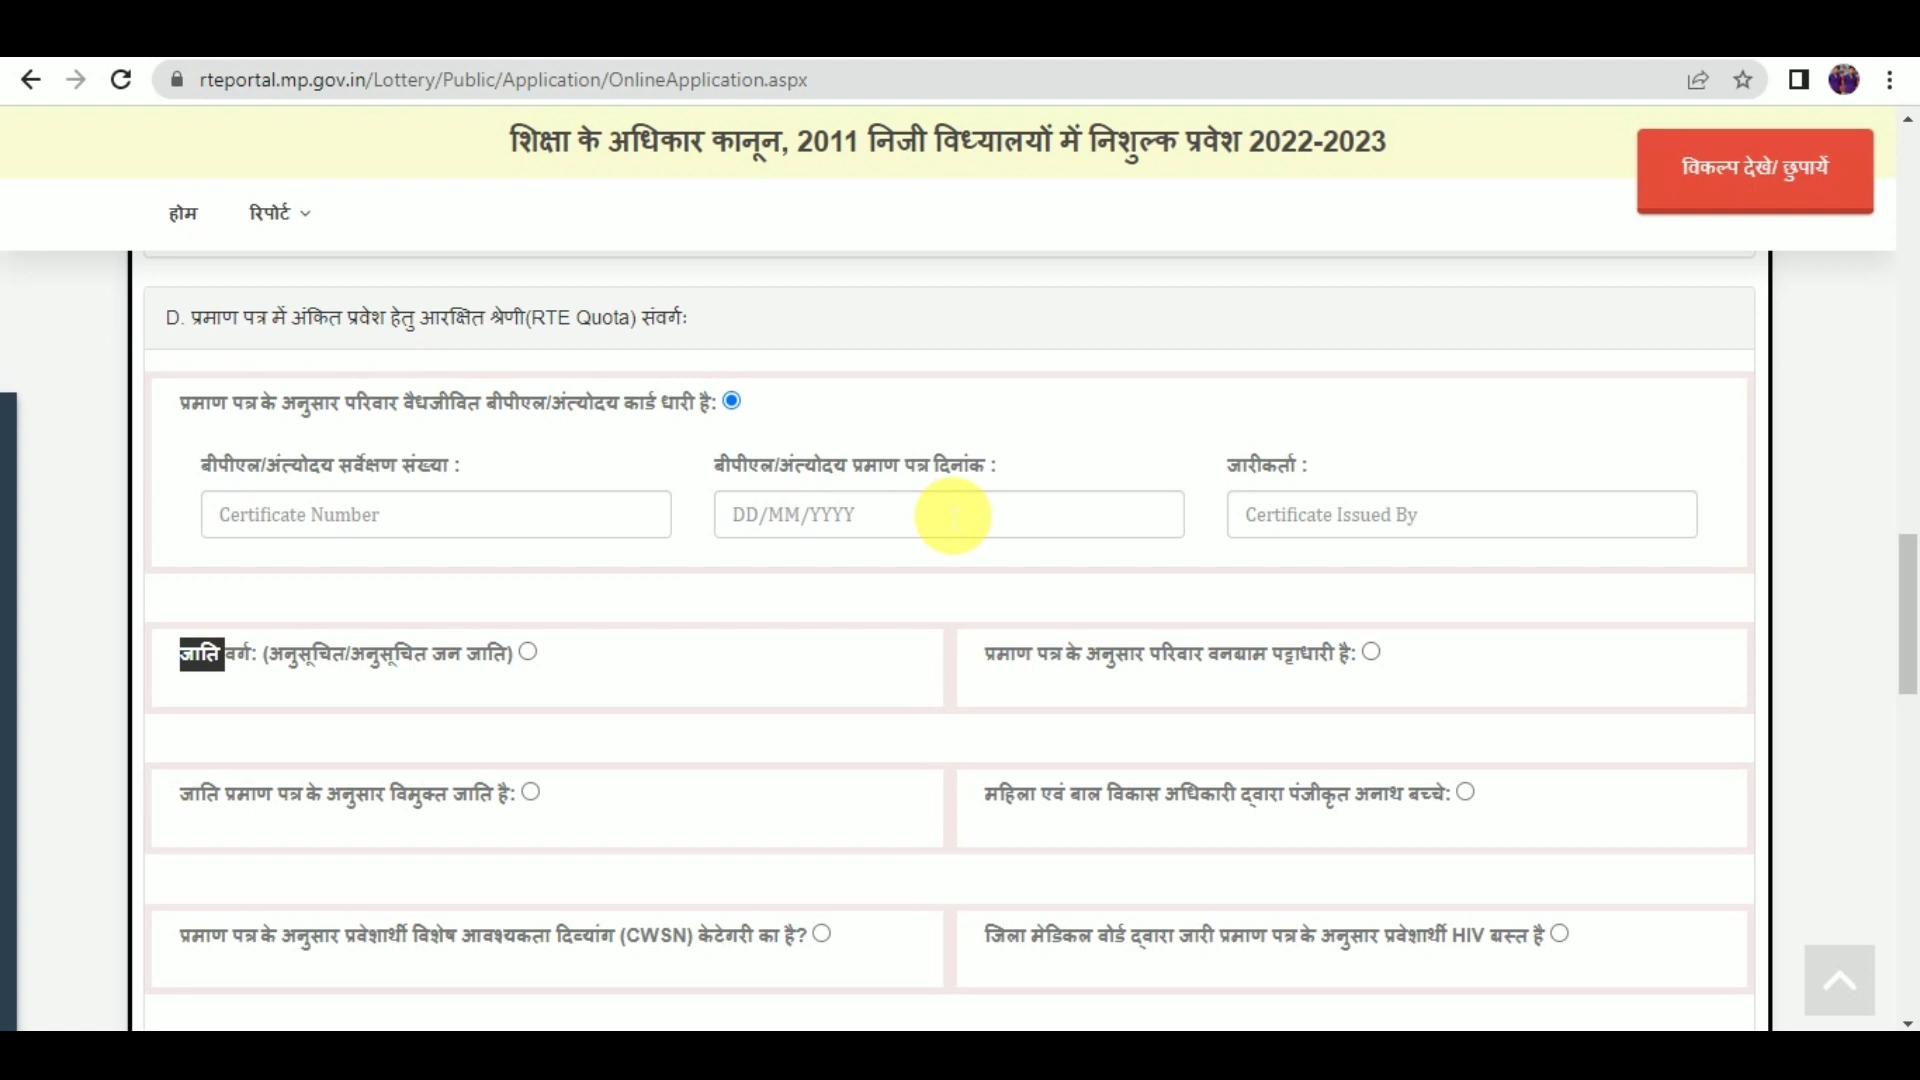 rteportal.mp.gov.in/Lottery/Public/Application/OnlineApplication.aspx
शिक्षा के अधिकार कानून, 2011 निजी विध्यालयों में निशुल्क प्रवेश 2022-2023
विकल्प देखे/ छुपायें
होम रिपोर्ट
D. प्रमाण पत्र में अंकित प्रवेश हेतु आरक्षित श्रेणी(RTE Quota) संवर्गः
प्रमाण पत्र के अनुसार परिवार वैधजीवित बीपीएल/अंत्योदय कार्ड धारी है:
बीपीएल/अंत्योदय सर्वेक्षण संख्या : बीपीएल/अंत्योदय प्रमाण पत्र दिनांक : जारीकर्ता :
Certificate Number DD/MM/YYYY Certificate Issued By
जाति वर्ग: (अनुसूचित/अनुसूचित जन जाति) प्रमाण पत्र के अनुसार परिवार वनग्राम पट्टाधारी है:
जाति प्रमाण पत्र के अनुसार विमुक्त जाति है: महिला एवं बाल विकास अधिकारी द्वारा पंजीकृत अनाथ बच्चे:
प्रमाण पत्र के अनुसार प्रवेशार्थी विशेष आवश्यकता दिव्यांग (CWSN) केटेगरी का है? जिला मेडिकल बोर्ड द्वारा जारी प्रमाण पत्र के अनुसार प्रवेशार्थी HIV ग्रस्त है